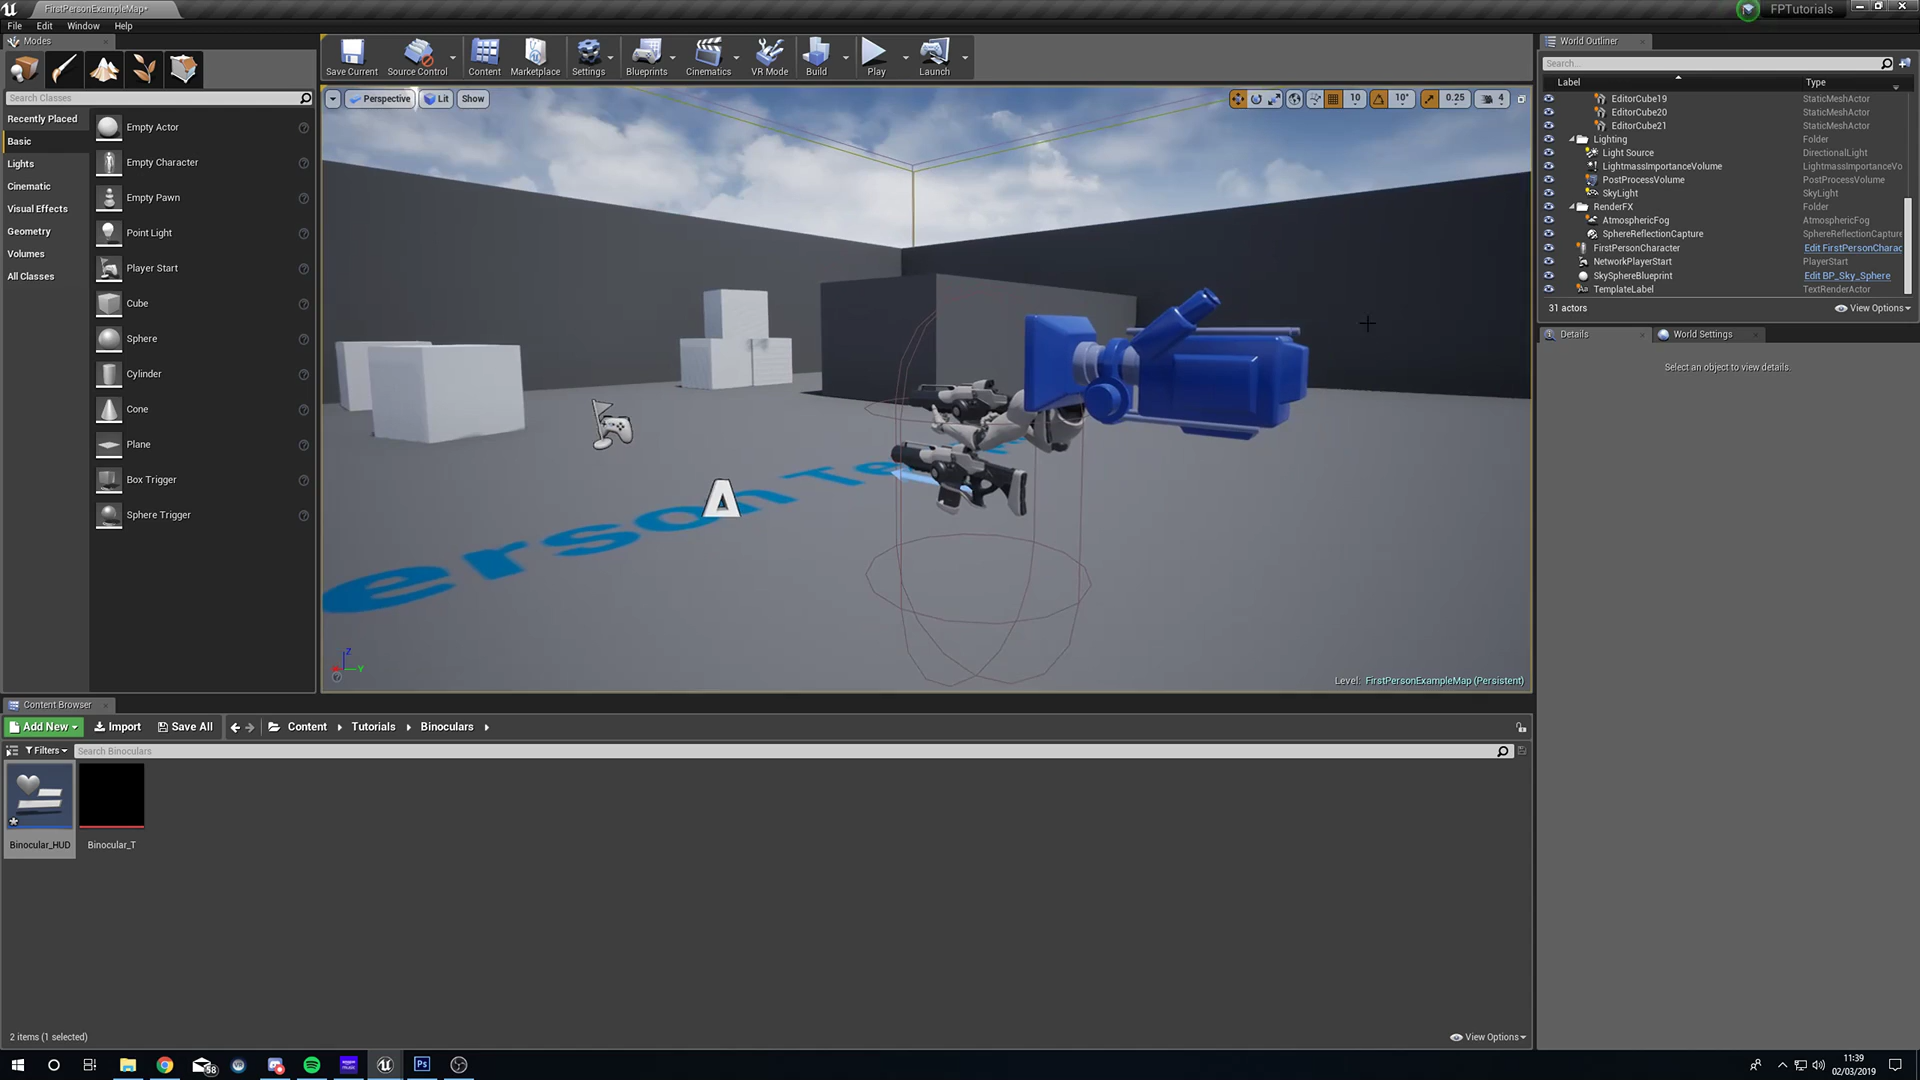 FirstPersonExampleMap*
FPTutorials
File Edit Window Help
Modes
Search Classes
Recently Placed
Basic
Lights
Cinematic
Visual Effects
Geometry
Volumes
All Classes
Empty Actor
Empty Character
Empty Pawn
Point Light
Player Start
Cube
Sphere
Cylinder
Cone
Plane
Box Trigger
Sphere Trigger
Save Current Source Control Content Marketplace Settings Blueprints Cinematics VR Mode Build Play Launch
Perspective Lit Show
10 10° 0.25 4
erson Te
Level: FirstPersonExampleMap (Persistent)
World Outliner
Search...
Label Type
EditorCube19 StaticMeshActor
EditorCube20 StaticMeshActor
EditorCube21 StaticMeshActor
Lighting Folder
Light Source DirectionalLight
LightmassImportanceVolume LightmassImportanceVo
PostProcessVolume PostProcessVolume
SkyLight SkyLight
RenderFX Folder
AtmosphericFog AtmosphericFog
SphereReflectionCapture SphereReflectionCapture
FirstPersonCharacter Edit FirstPersonCharac
NetworkPlayerStart PlayerStart
SkySphereBlueprint Edit BP_Sky_Sphere
TemplateLabel TextRenderActor
31 actors View Options
Details World Settings
Select an object to view details.
Content Browser
Add New Import Save All Content Tutorials Binoculars
Filters Search Binoculars
Binocular_HUD Binocular_T
2 items (1 selected) View Options
58
Ps
11:39
02/03/2019